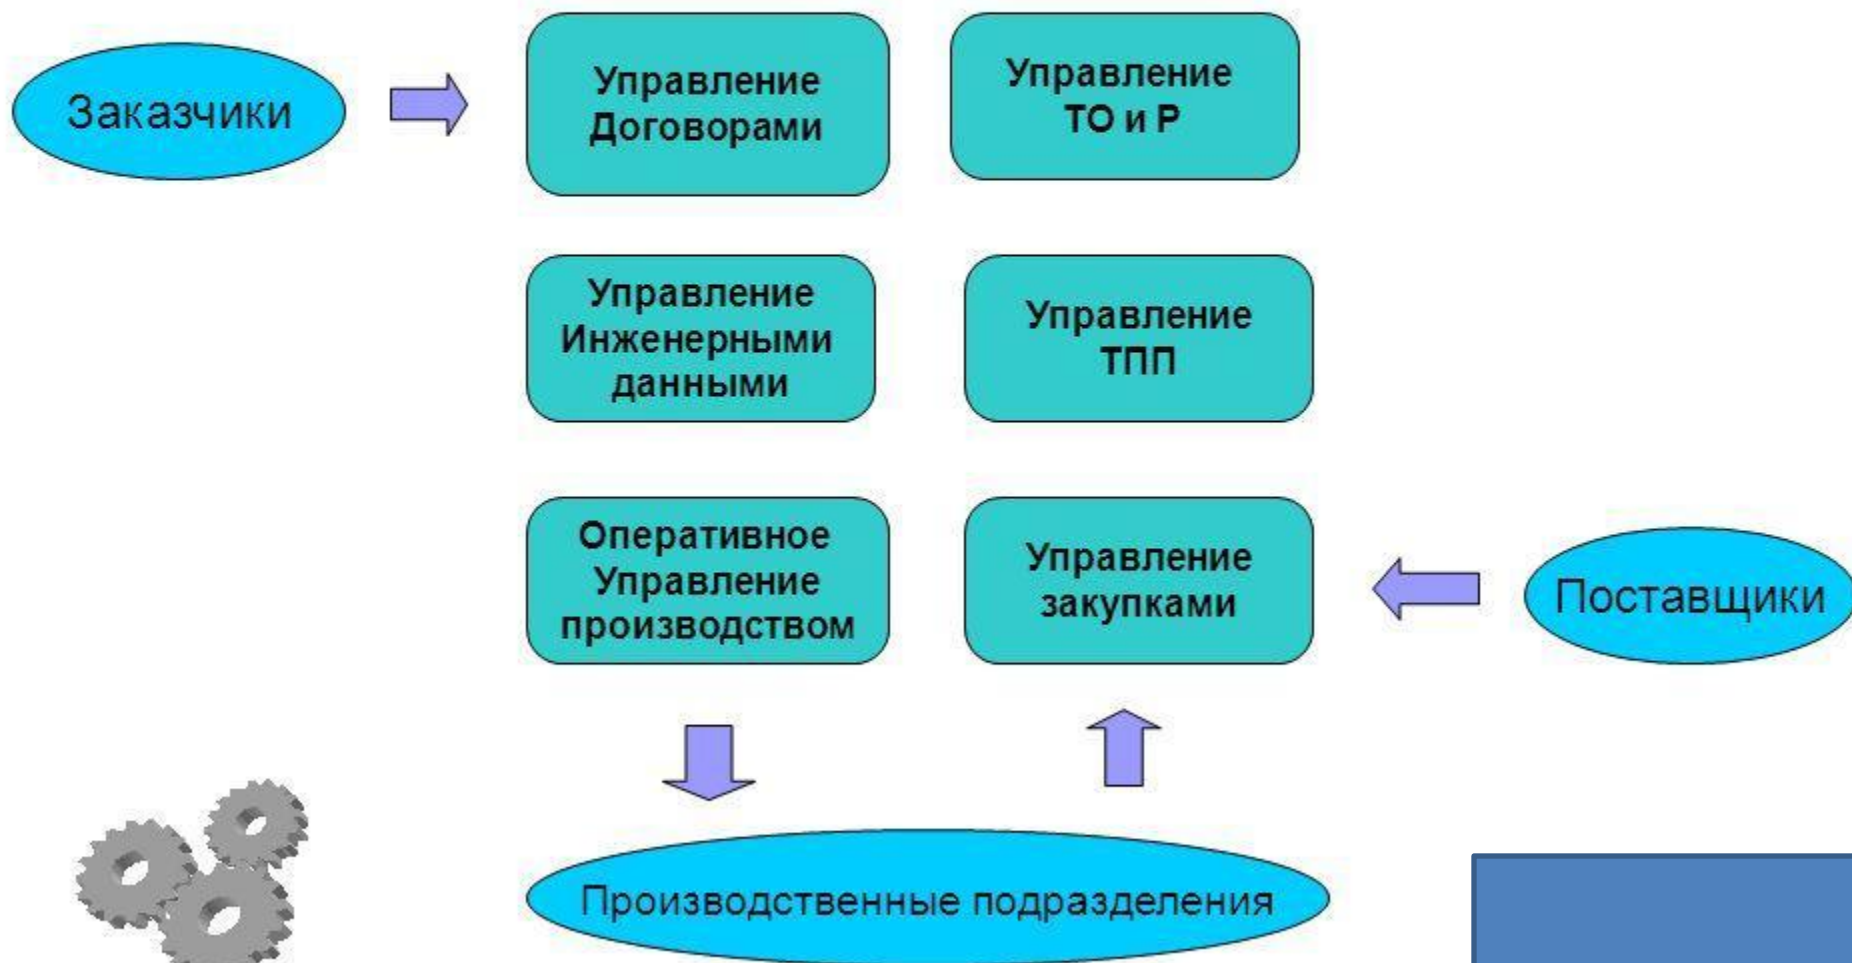 Заказчики
Управление
Договорами
Управление
ТО и Р
Управление
Инженерными
данными
Управление
ТПП
Оперативное
Управление
производством
Управление
закупками
Поставщики
Производственные подразделения